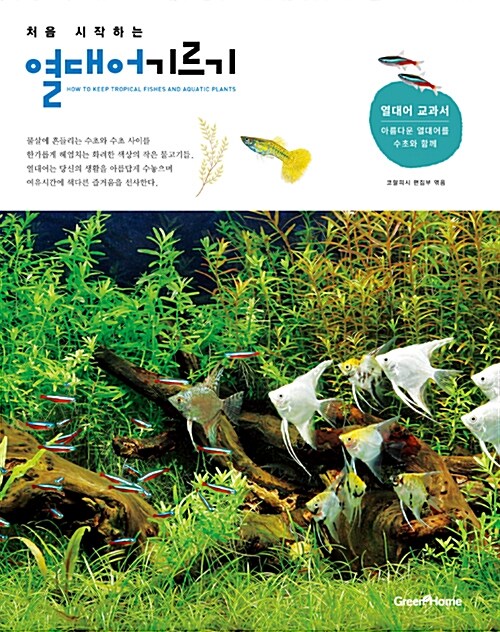 처음 시작하는
열대어기르기
HOW TO KEEP TROPICAL FISHES AND AQUATIC PLANTS
물살에 흔들리는 수초와 수초 사이를
한가롭게 헤엄치는 화려한 색상의 작은 물고기들.
열대어는 당신의 생활을 아름답게 수놓으며
여유시간에 색다른 즐거움을 선사한다.
열대어 교과서
아름다운 열대어를
수초와 함께
코랄피시 편집부 엮음
Green Home